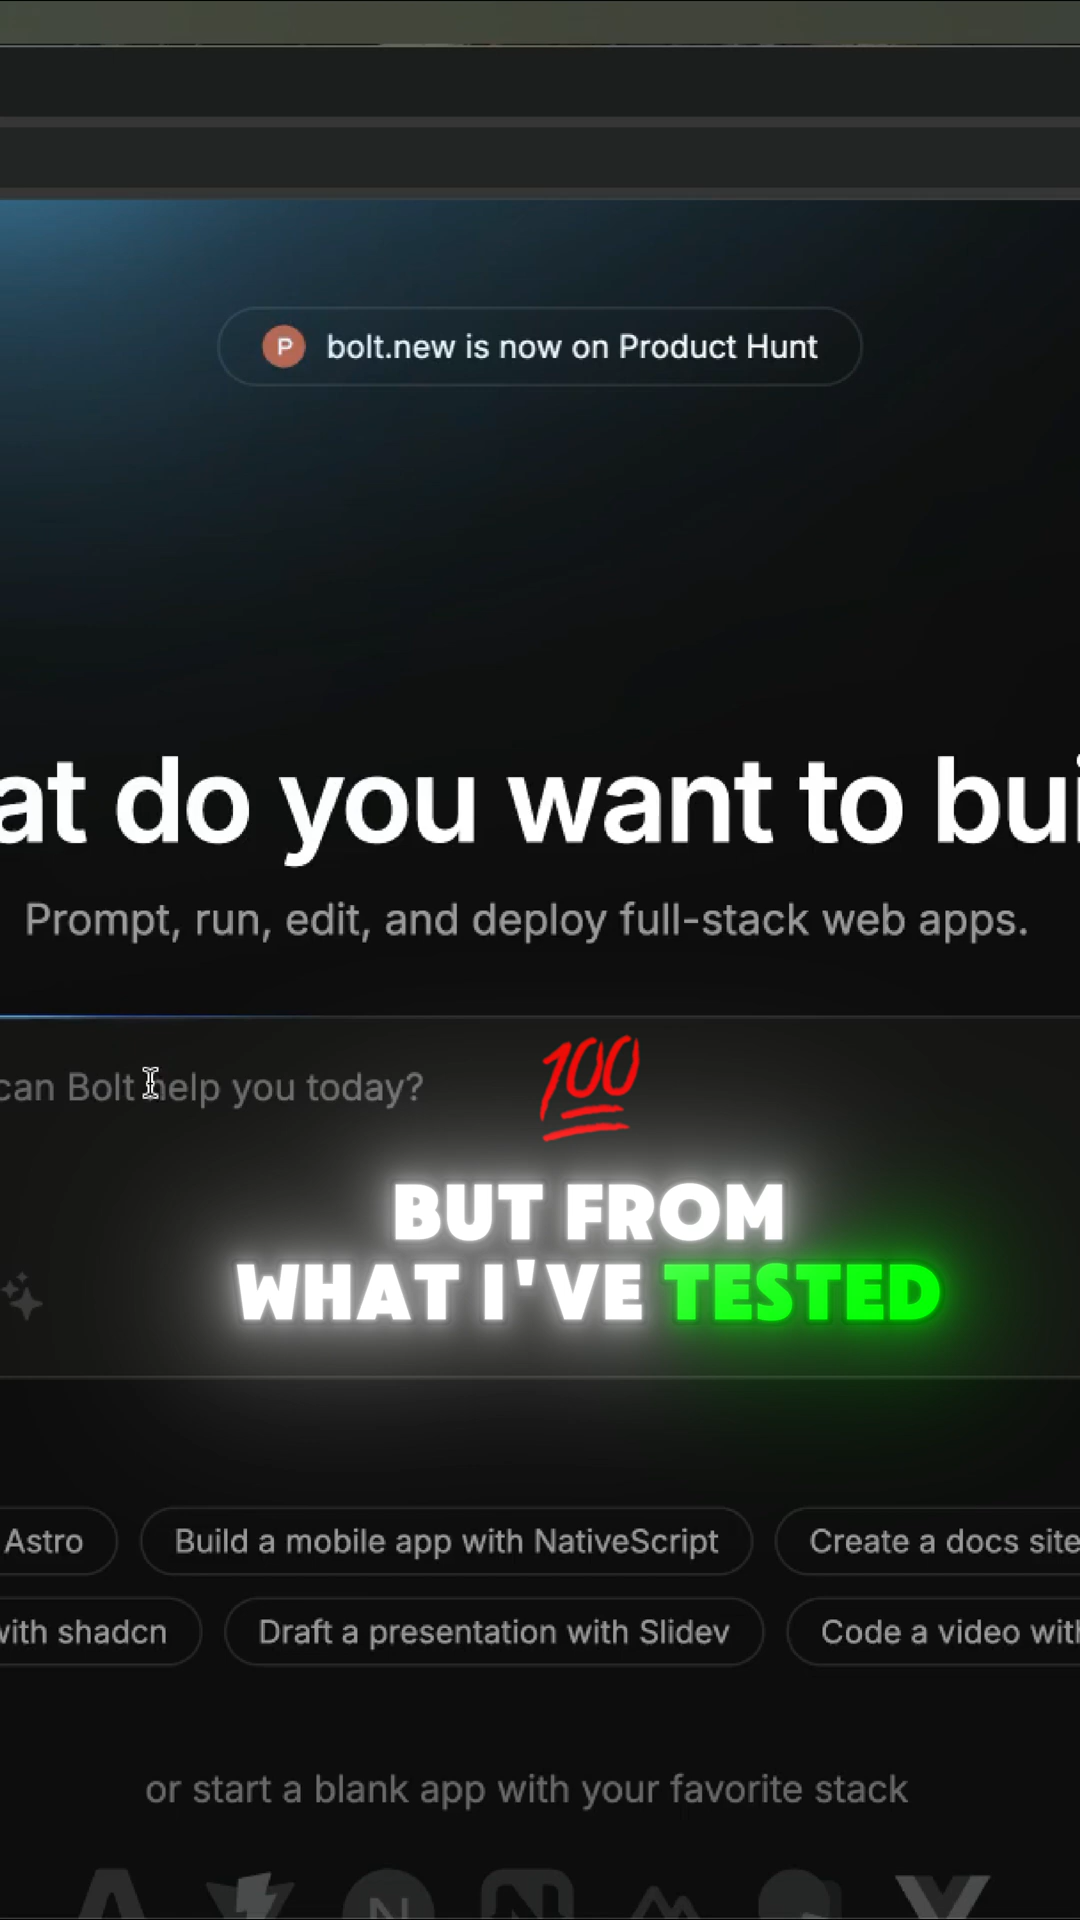 P bolt.new is now on Product Hunt
at do you want to bui
Prompt, run, edit, and deploy full-stack web apps.
can Bolt help you today?
💯
BUT FROM
WHAT I'VE TESTED
Astro
Build a mobile app with NativeScript
Create a docs site
with shadcn
Draft a presentation with Slidev
Code a video with
or start a blank app with your favorite stack